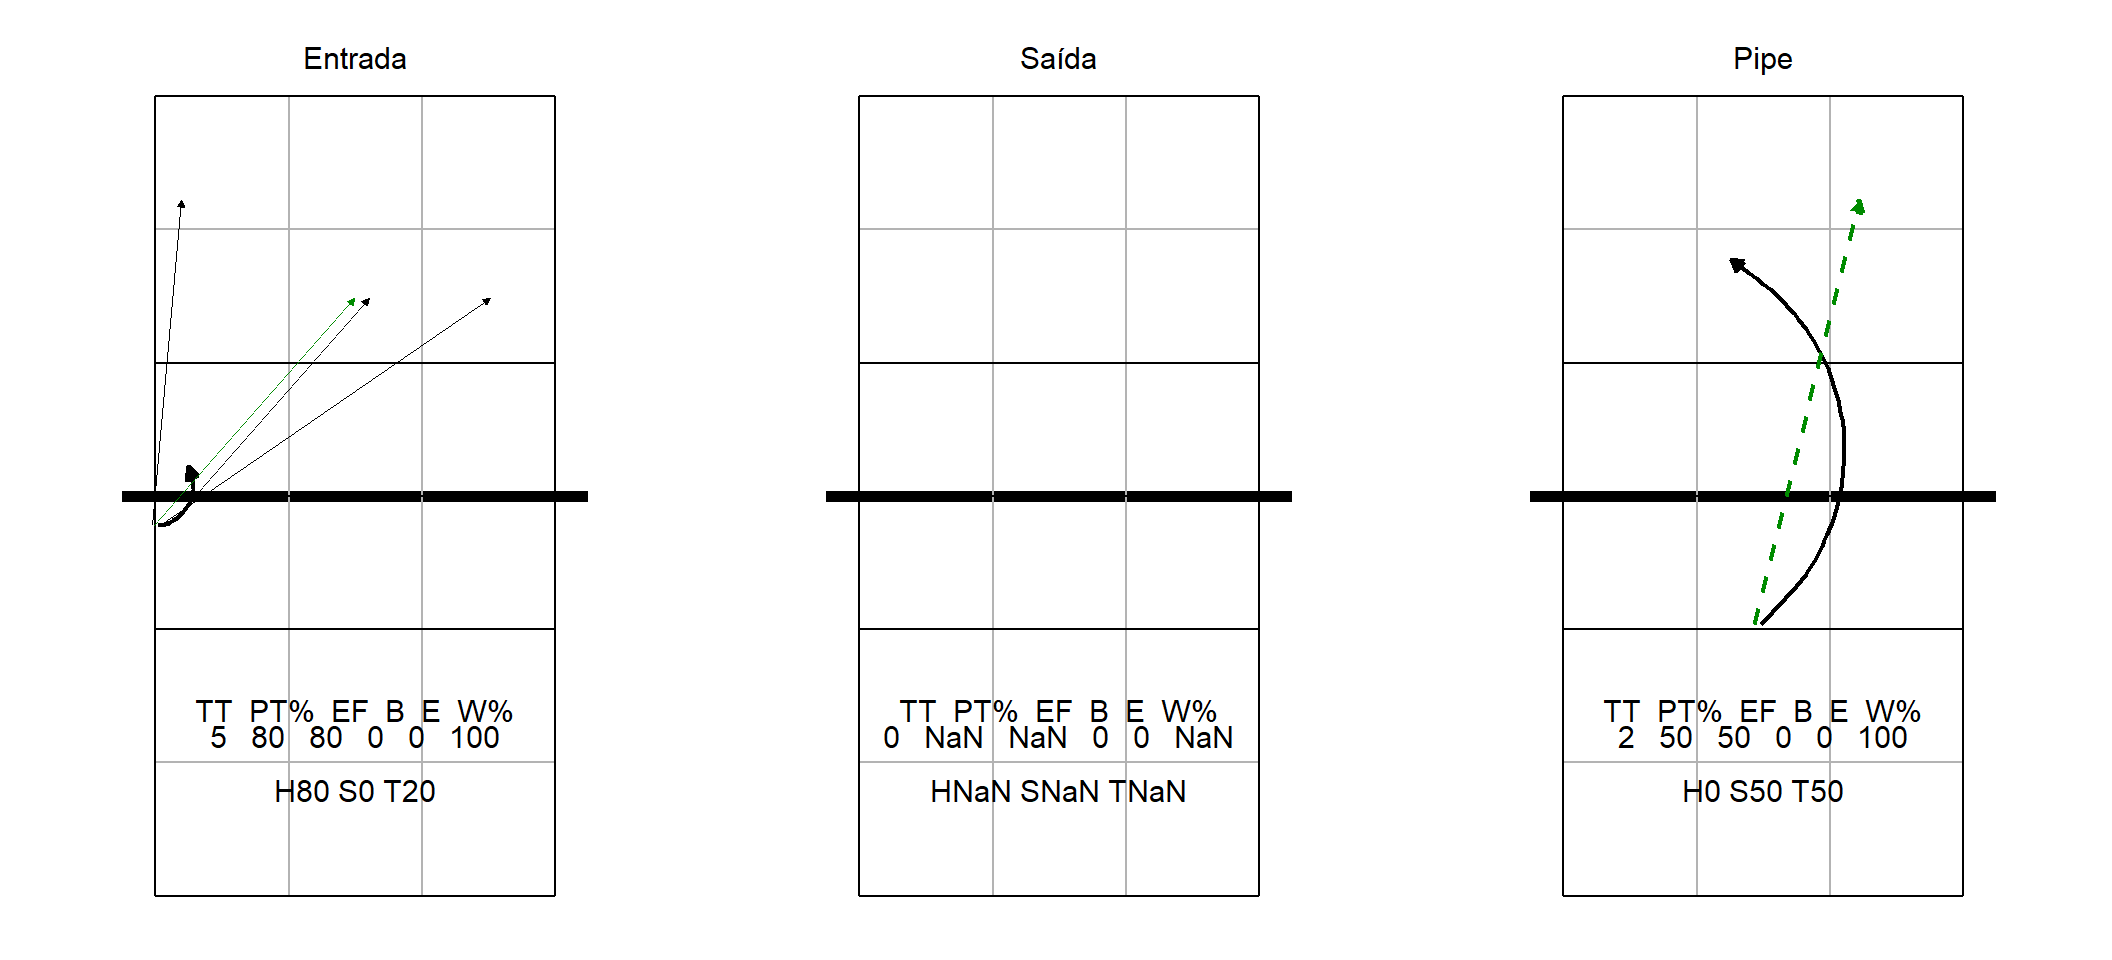 Entrada
TT PT% EF B E W%
5 80 80 0 0 100
H80 S0 T20
Saída
TT PT% EF B E W%
0 NaN NaN 0 0 NaN
HNaN SNaN TNaN
Pipe
TT PT% EF B E W%
2 50 50 0 0 100
H0 S50 T50